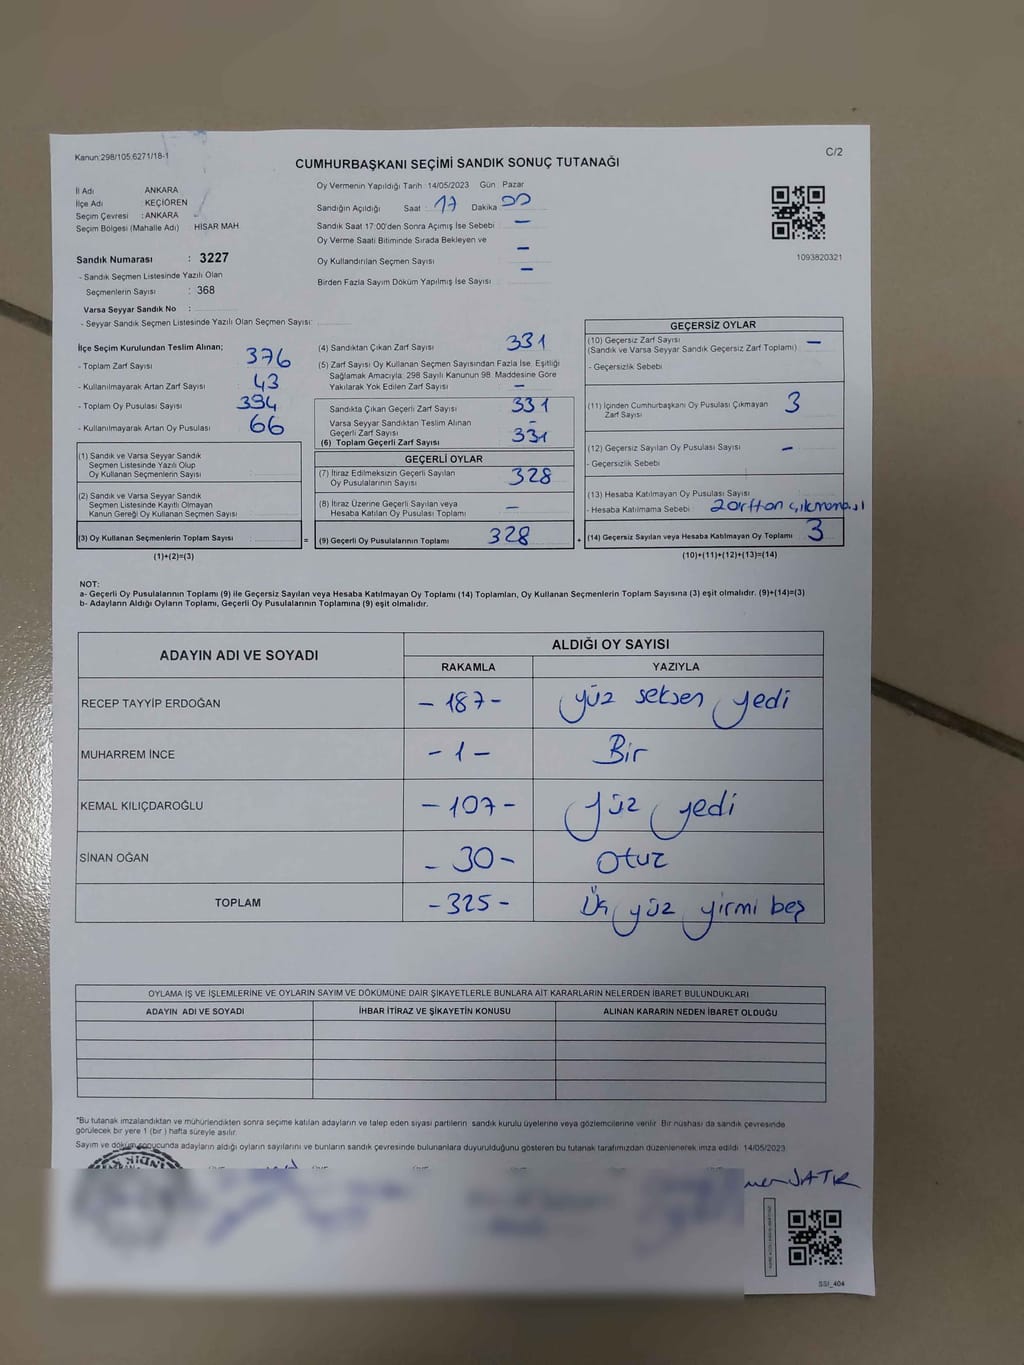 Kanun:298/105,6271/18-1
C/2
CUMHURBAŞKANI SEÇİMİ SANDIK SONUÇ TUTANAĞI
İl Adı ANKARA
İlçe Adı KEÇİÖREN
Seçim Çevresi : ANKARA
Seçim Bölgesi (Mahalle Adı) HİSAR MAH
Sandık Numarası : 3227
- Sandık Seçmen Listesinde Yazılı Olan
Seçmenlerin Sayısı : 368
Varsa Seyyar Sandık No :
- Seyyar Sandık Seçmen Listesinde Yazılı Olan Seçmen Sayısı:
Oy Vermenin Yapıldığı Tarih 14/05/2023 Gün Pazar
Sandığın Açıldığı Saat : 17 Dakika 00
Sandık Saat 17:00'den Sonra Açımış İse Sebebi —
Oy Verme Saati Bitiminde Sırada Bekleyen ve
Oy Kullandırılan Seçmen Sayısı —
Birden Fazla Sayım Döküm Yapılmış İse Sayısı —
1093820321
İlçe Seçim Kurulundan Teslim Alınan;
- Toplam Zarf Sayısı 376
- Kullanılmayarak Artan Zarf Sayısı 43
- Toplam Oy Pusulası Sayısı 394
- Kullanılmayarak Artan Oy Pusulası 66
(1) Sandık ve Varsa Seyyar Sandık
Seçmen Listesinde Yazılı Olup
Oy Kullanan Seçmenlerin Sayısı
(2) Sandık ve Varsa Seyyar Sandık
Seçmen Listesinde Kayıtlı Olmayan
Kanun Gereği Oy Kullanan Seçmen Sayısı
(3) Oy Kullanan Seçmenlerin Toplam Sayısı
(1)+(2)=(3)
(4) Sandıktan Çıkan Zarf Sayısı 331
(5) Zarf Sayısı Oy Kullanan Seçmen Sayısından Fazla İse, Eşitliği
Sağlamak Amacıyla: 298 Sayılı Kanunun 98. Maddesine Göre
Yakılarak Yok Edilen Zarf Sayısı —
Sandıkta Çıkan Geçerli Zarf Sayısı 331
Varsa Seyyar Sandıktan Teslim Alınan
Geçerli Zarf Sayısı —
(6) Toplam Geçerli Zarf Sayısı 331
GEÇERLİ OYLAR
(7) İtiraz Edilmeksizin Geçerli Sayılan
Oy Pusulalarının Sayısı 328
(8) İtiraz Üzerine Geçerli Sayılan veya
Hesaba Katılan Oy Pusulası Toplamı —
= (9) Geçerli Oy Pusulalarının Toplamı 328
GEÇERSİZ OYLAR
(10) Geçersiz Zarf Sayısı —
(Sandık ve Varsa Seyyar Sandık Geçersiz Zarf Toplamı)
- Geçersizlik Sebebi
(11) İçinden Cumhurbaşkanı Oy Pusulası Çıkmayan 3
Zarf Sayısı
(12) Geçersiz Sayılan Oy Pusulası Sayısı —
- Geçersizlik Sebebi
(13) Hesaba Katılmayan Oy Pusulası Sayısı
- Hesaba Katılmama Sebebi zarftan çıkmması
+ (14) Geçersiz Sayılan veya Hesaba Katılmayan Oy Toplamı 3
(10)+(11)+(12)+(13)=(14)
NOT:
a- Geçerli Oy Pusulalarının Toplamı (9) ile Geçersiz Sayılan veya Hesaba Katılmayan Oy Toplamı (14) Toplamları, Oy Kullanan Seçmenlerin Toplam Sayısına (3) eşit olmalıdır. (9)+(14)=(3)
b- Adayların Aldığı Oyların Toplamı, Geçerli Oy Pusulalarının Toplamına (9) eşit olmalıdır.
ADAYIN ADI VE SOYADI
ALDIĞI OY SAYISI
RAKAMLA YAZIYLA
RECEP TAYYİP ERDOĞAN - 187 - yüz seksen yedi
MUHARREM İNCE - 1 - Bir
KEMAL KILIÇDAROĞLU - 107 - yüz yedi
SİNAN OĞAN - 30 - otuz
TOPLAM - 325 - Üç yüz yirmi beş
OYLAMA İŞ VE İŞLEMLERİNE VE OYLARIN SAYIM VE DÖKÜMÜNE DAİR ŞİKAYETLERLE BUNLARA AİT KARARLARIN NELERDEN İBARET BULUNDUKLARI
ADAYIN ADI VE SOYADI İHBAR İTİRAZ VE ŞİKAYETİN KONUSU ALINAN KARARIN NEDEN İBARET OLDUĞU
*Bu tutanak imzalandıktan ve mühürlendikten sonra seçime katılan adayların ve talep eden siyasi partilerin sandık kurulu üyelerine veya gözlemcilerine verilir. Bir nüshası da sandık çevresinde
görülecek bir yere 1 (bir) hafta süreyle asılır.
Sayım ve döküm sonucunda adayların aldığı oyların sayılarını ve bunların sandık çevresinde bulunanlara duyurulduğunu gösteren bu tutanak tarafımızdan düzenlenerek imza edildi. 14/05/2023
SSI_404